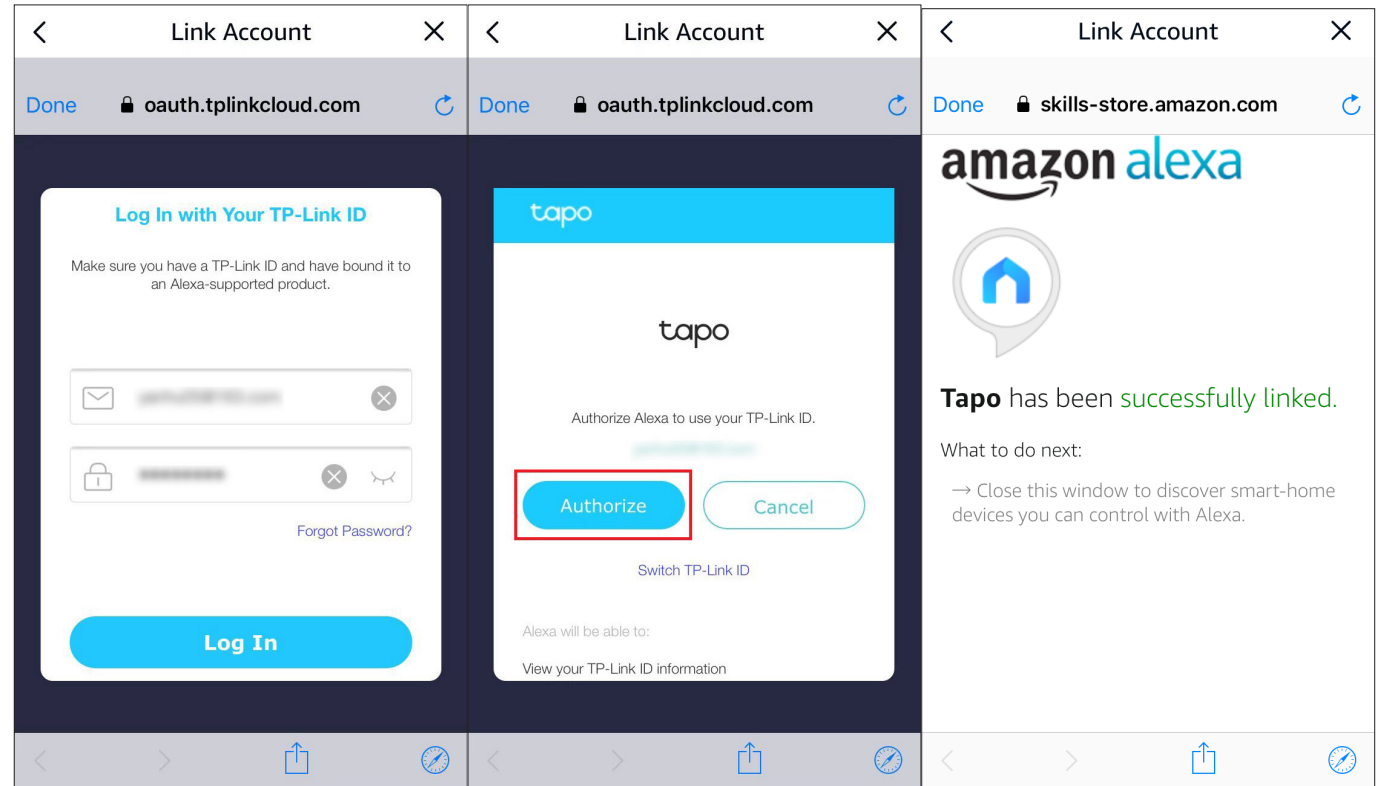 Link Account
Done
oauth.tplinkcloud.com
Log In with Your TP-Link ID
Make sure you have a TP-Link ID and have bound it to
an Alexa-supported product.
Forgot Password?
Log In
Link Account
Done
oauth.tplinkcloud.com
tapo
tapo
Authorize Alexa to use your TP-Link ID.
Authorize
Cancel
Switch TP-Link ID
Alexa will be able to:
View your TP-Link ID information
Link Account
Done
skills-store.amazon.com
amazon alexa
Tapo has been successfully linked.
What to do next:
→ Close this window to discover smart-home
devices you can control with Alexa.